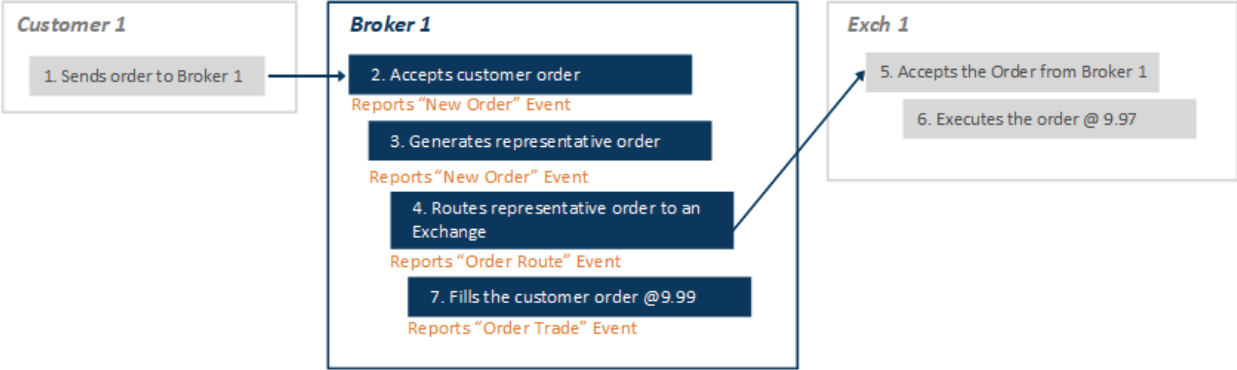 Customer 1
1. Sends order to Broker 1
Broker 1
2. Accepts customer order
Reports “New Order” Event
3. Generates representative order
Reports “New Order” Event
4. Routes representative order to an
Exchange
Reports “Order Route” Event
7. Fills the customer order @9.99
Reports “Order Trade” Event
Exch 1
5. Accepts the Order from Broker 1
6. Executes the order @ 9.97